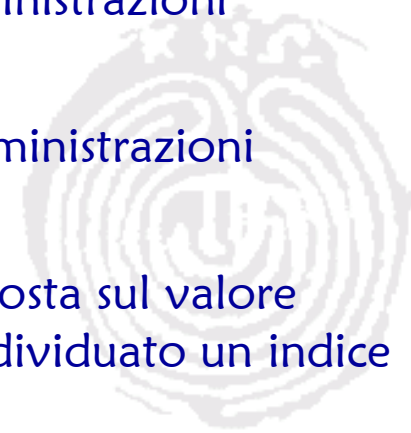 ministrazioni
ministrazioni
osta sul valore
dividuato un indice